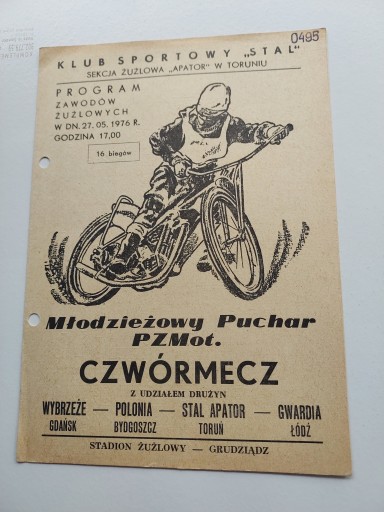 0495
KLUB SPORTOWY „STAL"
SEKCJA ŻUŻLOWA „APATOR" W TORUNIU
PROGRAM
ZAWODÓW
ŻUŻLOWYCH
W DN. 27.05.1976 R.
GODZINA 17,00
16 biegów
Młodzieżowy Puchar
PZMot.
CZWÓRMECZ
Z UDZIAŁEM DRUŻYN
WYBRZEŻE — POLONIA — STAL APATOR — GWARDIA
GDAŃSK BYDGOSZCZ TORUŃ ŁÓDŹ
STADION ŻUŻLOWY — GRUDZIĄDZ